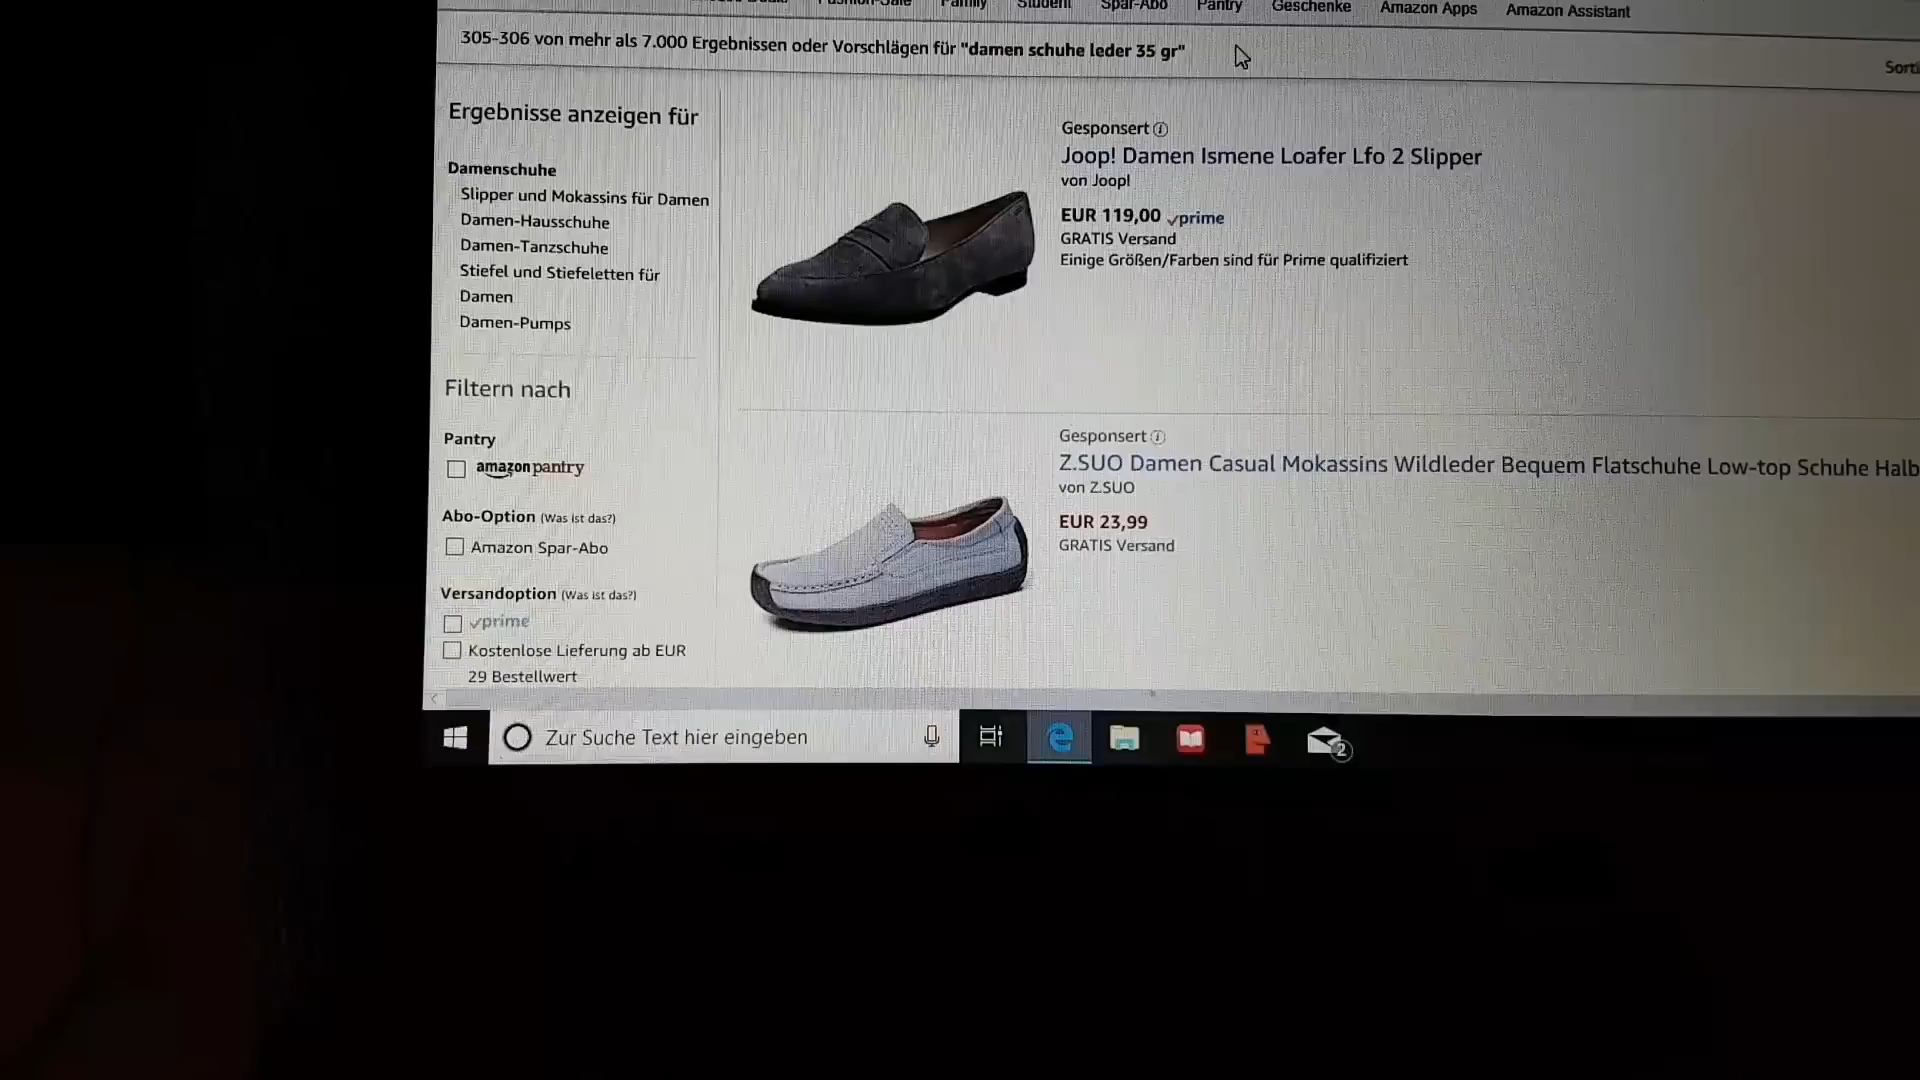 Family Student Spar-Abo Pantry Geschenke Amazon Apps Amazon Assistant
305-306 von mehr als 7.000 Ergebnissen oder Vorschlägen für "damen schuhe leder 35 gr"
Ergebnisse anzeigen für
Damenschuhe
Slipper und Mokassins für Damen
Damen-Hausschuhe
Damen-Tanzschuhe
Stiefel und Stiefeletten für
Damen
Damen-Pumps
Filtern nach
Pantry
amazonpantry
Abo-Option (Was ist das?)
Amazon Spar-Abo
Versandoption (Was ist das?)
prime
Kostenlose Lieferung ab EUR
29 Bestellwert
Gesponsert
Joop! Damen Ismene Loafer Lfo 2 Slipper
von Joop!
EUR 119,00 prime
GRATIS Versand
Einige Größen/Farben sind für Prime qualifiziert
Gesponsert
Z.SUO Damen Casual Mokassins Wildleder Bequem Flatschuhe Low-top Schuhe Halb
von Z.SUO
EUR 23,99
GRATIS Versand
Zur Suche Text hier eingeben
2